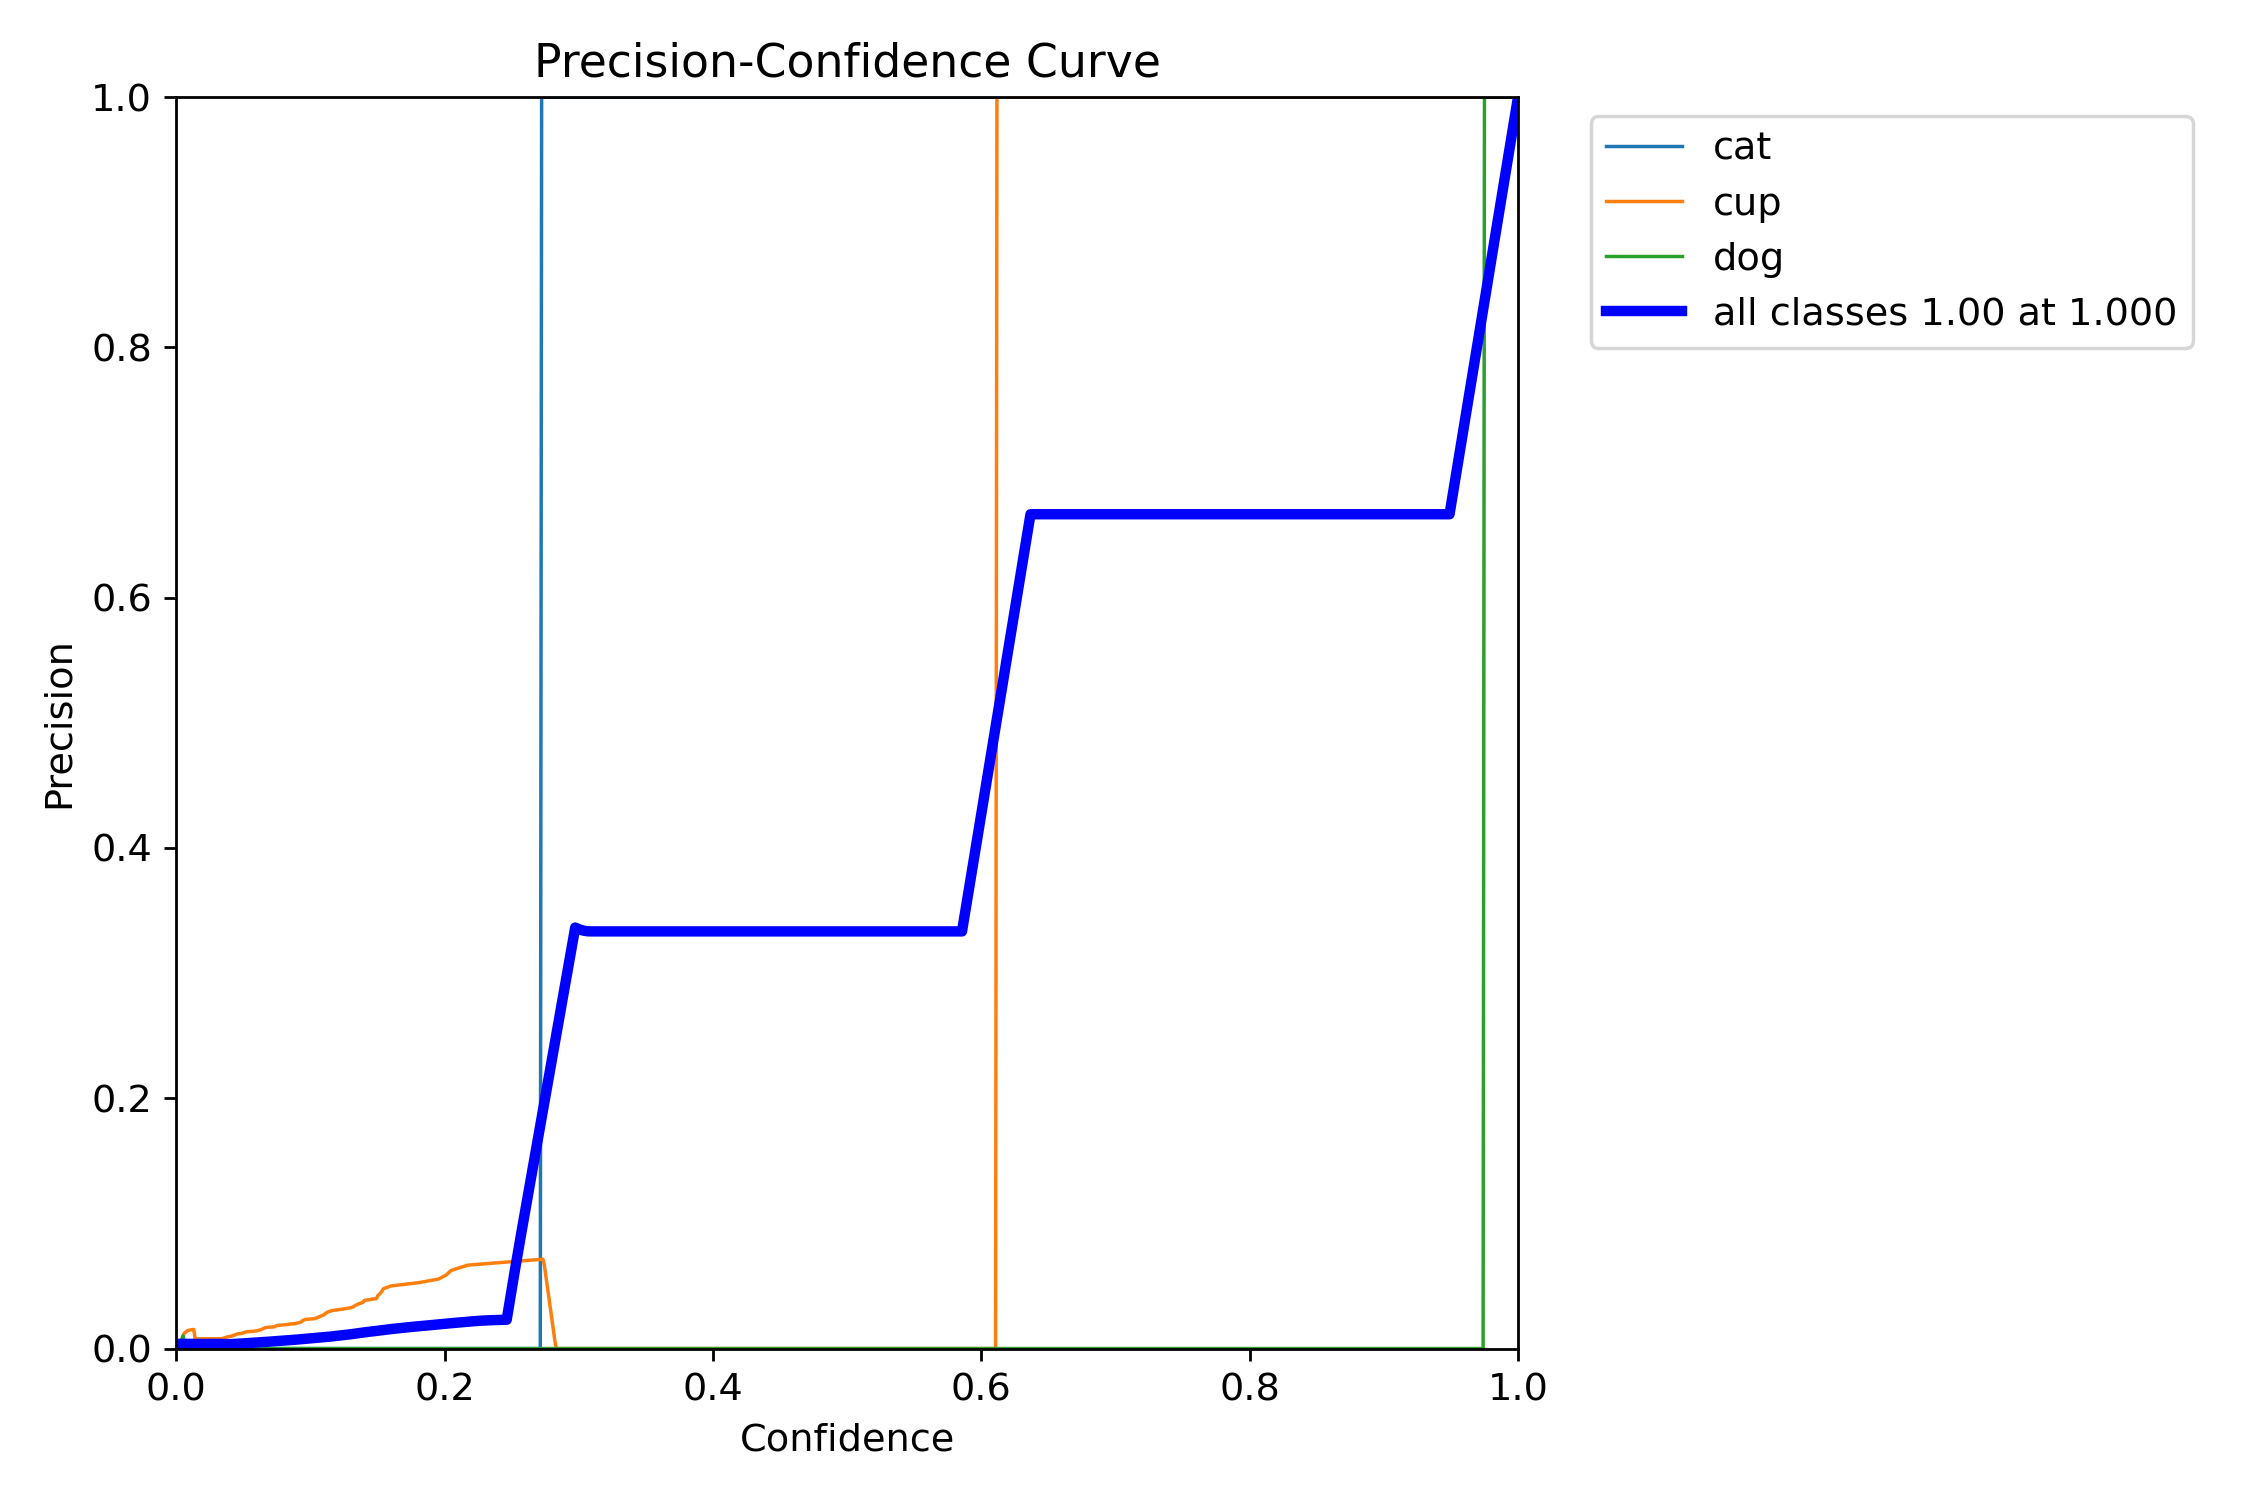 Precision-Confidence Curve
1.0
0.8
0.6
0.4
0.2
0.0
Precision
0.0 0.2 0.4 0.6 0.8 1.0
Confidence
cat
cup
dog
all classes 1.00 at 1.000